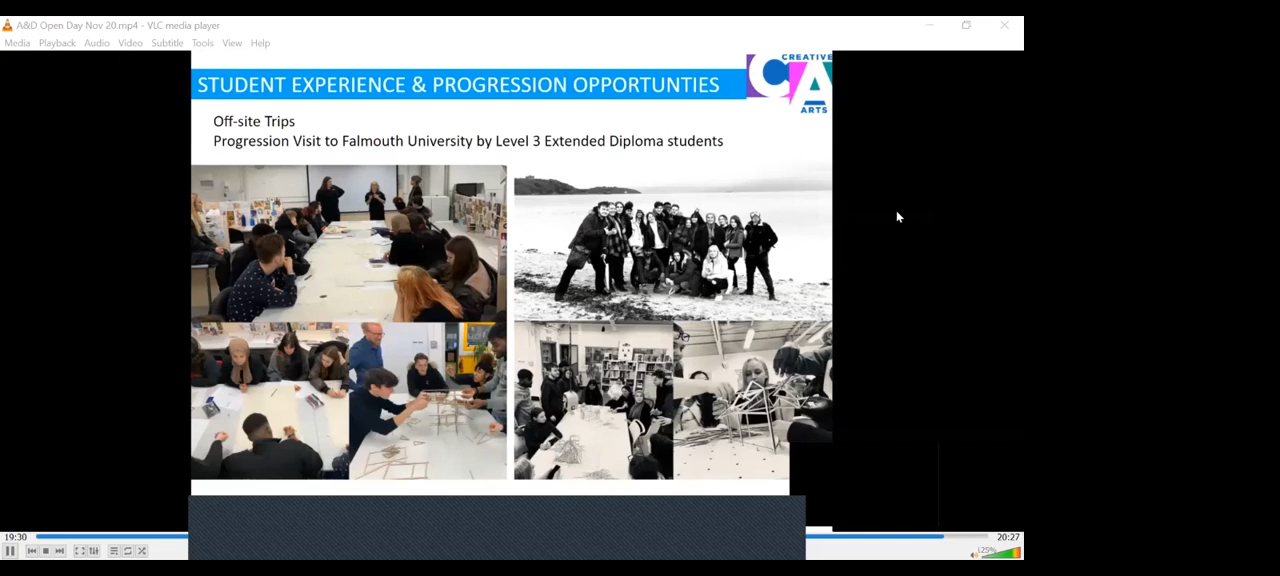 A&D Open Day Nov 20.mp4 - VLC media player
Media Playback Audio Video Subtitle Tools View Help
STUDENT EXPERIENCE & PROGRESSION OPPORTUNTIES
CREATIVE
CA
ARTS
Off-site Trips
Progression Visit to Falmouth University by Level 3 Extended Diploma students
19:30
20:27
125%